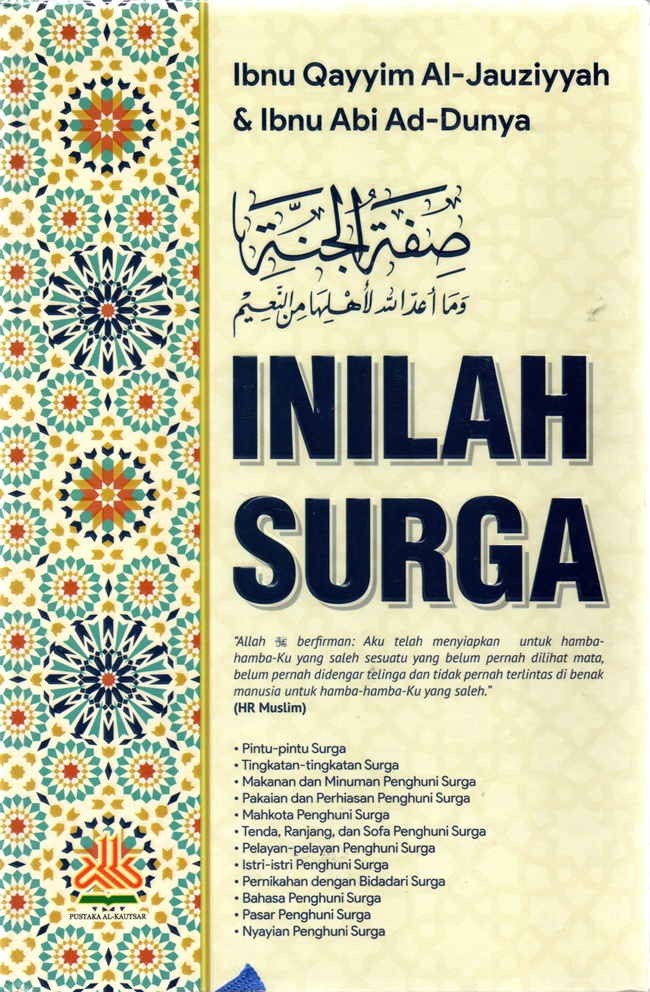 Ibnu Qayyim Al-Jauziyyah
& Ibnu Abi Ad-Dunya
صِفَةُ الجَنَّة
وَمَا أَعَدَّ اللّٰه لأَهْلِهَا مِنَ النَّعِيْم
INILAH
SURGA
“Allah ﷻ berfirman: Aku telah menyiapkan untuk hamba-
hamba-Ku yang saleh sesuatu yang belum pernah dilihat mata,
belum pernah didengar telinga dan tidak pernah terlintas di benak
manusia untuk hamba-hamba-Ku yang saleh.”
(HR Muslim)
• Pintu-pintu Surga
• Tingkatan-tingkatan Surga
• Makanan dan Minuman Penghuni Surga
• Pakaian dan Perhiasan Penghuni Surga
• Mahkota Penghuni Surga
• Tenda, Ranjang, dan Sofa Penghuni Surga
• Pelayan-pelayan Penghuni Surga
• Istri-istri Penghuni Surga
• Pernikahan dengan Bidadari Surga
• Bahasa Penghuni Surga
• Pasar Penghuni Surga
• Nyayian Penghuni Surga
PUSTAKA AL-KAUTSAR